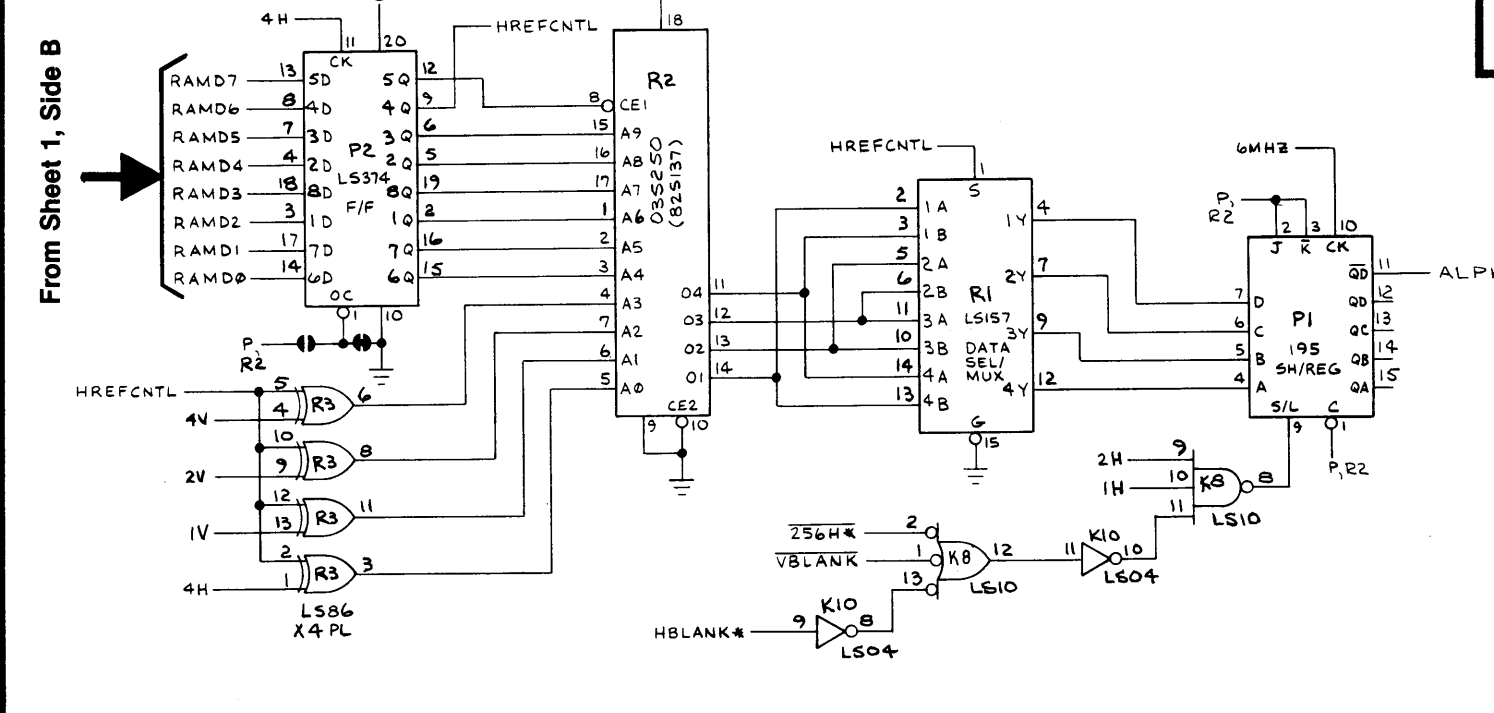 From Sheet 1, Side B
4H
11
20
CK
HREFCNTL
RAMD7 13 5D
RAMD6 8 4D
RAMD5 7 3D
RAMD4 4 2D
RAMD3 18 8D
RAMD2 3 1D
RAMD1 17 7D
RAMD0 14 6D
P2
LS374
F/F
5Q 12
4Q 9
3Q 6
2Q 5
8Q 19
1Q 2
7Q 16
6Q 15
OC
1
10
P,
R2
18
R2
035250
(82S137)
8 CE1
15 A9
16 A8
17 A7
1 A6
2 A5
3 A4
4 A3
7 A2
6 A1
5 A0
O4 11
O3 12
O2 13
O1 14
CE2
9
10
HREFCNTL
5
4
R3
6
4V
10
9
R3
8
2V
12
13
R3
11
1V
2
1
R3
3
4H
LS86
X4 PL
HREFCNTL
1
S
2 1A
3 1B
5 2A
6 2B
11 3A
10 3B
14 4A
13 4B
R1
LS157
DATA
SEL/
MUX
1Y 4
2Y 7
3Y 9
4Y 12
G
15
6MHZ
P,
R2
2
3
10
J
K
CK
7 D
6 C
5 B
4 A
P1
195
SH/REG
QD 11
QD 12
QC 13
QB 14
QA 15
S/L
C
9
1
P,R2
2H 9
1H 10
11
K8
8
LS10
256H* 2
VBLANK 1
13
K8
12
LS10
11
K10
10
LS04
HBLANK* 9
K10
8
LS04